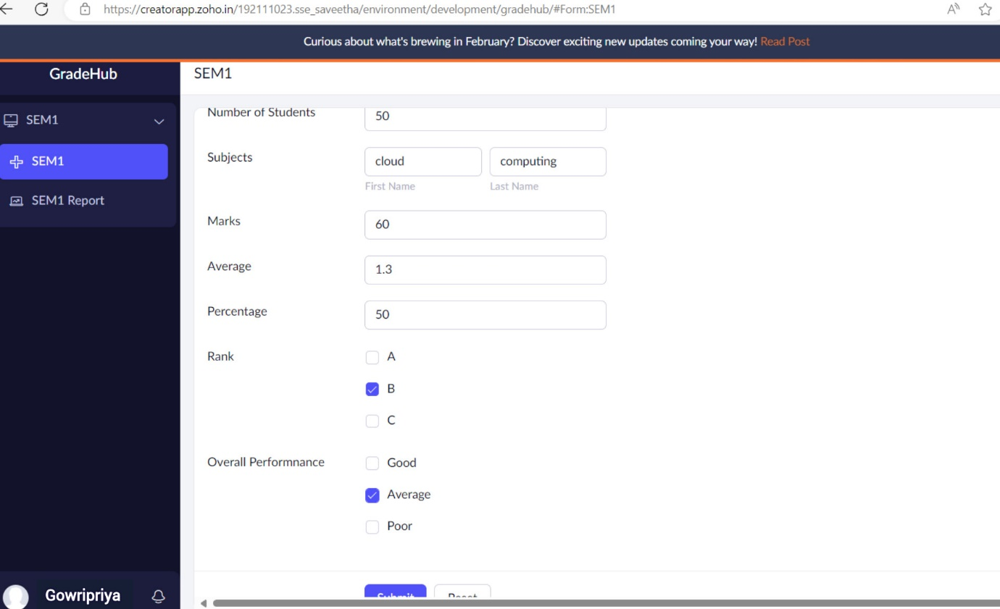 https://creatorapp.zoho.in/192111023.sse_saveetha/environment/development/gradehub/#Form:SEM1
Curious about what's brewing in February? Discover exciting new updates coming your way! Read Post
GradeHub
SEM1
SEM1
SEM1
SEM1 Report
Number of Students 50
Subjects cloud computing
First Name Last Name
Marks 60
Average 1.3
Percentage 50
Rank A
B
C
Overall Performnance Good
Average
Poor
Submit Reset
Gowripriya